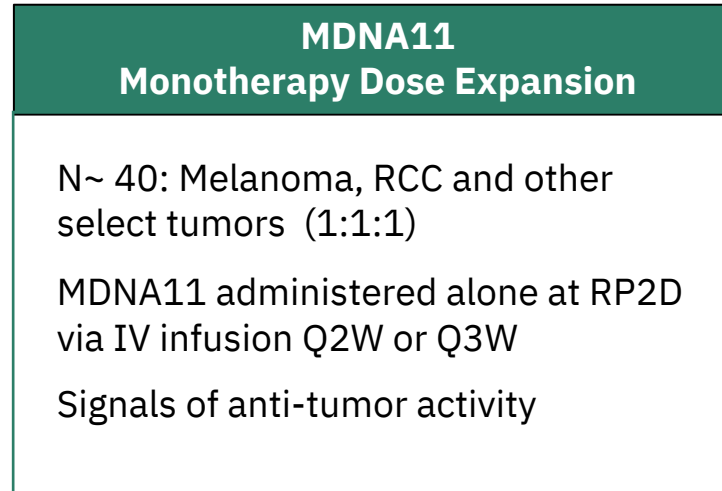 MDNA11
Monotherapy Dose Expansion
N~ 40: Melanoma, RCC and other
select tumors (1:1:1)
MDNA11 administered alone at RP2D
via IV infusion Q2W or Q3W
Signals of anti-tumor activity